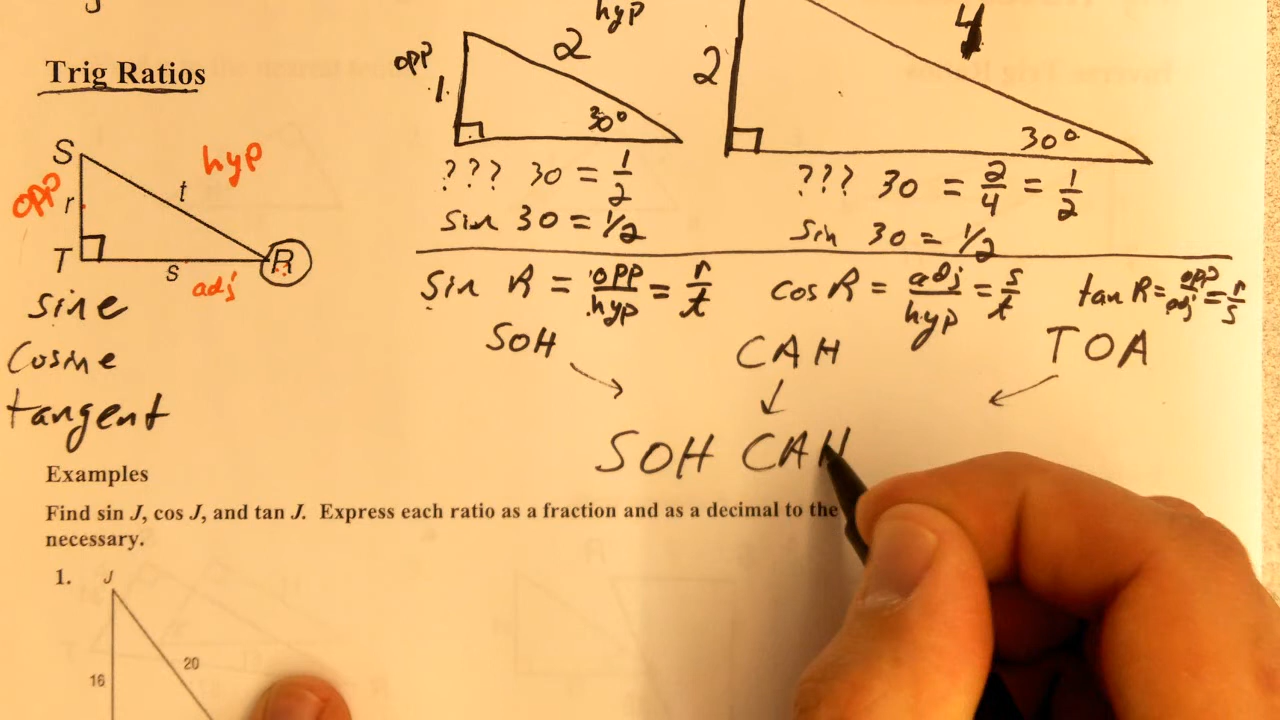 hyp
opp
2
1
30°
4
2
30°
Trig Ratios
S
hyp
opp
r
t
T
s
adj
R
sine
Cosine
tangent
??? 30 = 1/2
sin 30 = 1/2
??? 30 = 2/4 = 1/2
Sin 30 = 1/2
Sin R = opp/hyp = r/t
cos R = adj/hyp = s/t
tan R = opp/adj = r/s
SOH
CAH
TOA
SOH CAH
Examples
Find sin J, cos J, and tan J. Express each ratio as a fraction and as a decimal to the
necessary.
1.
J
20
16